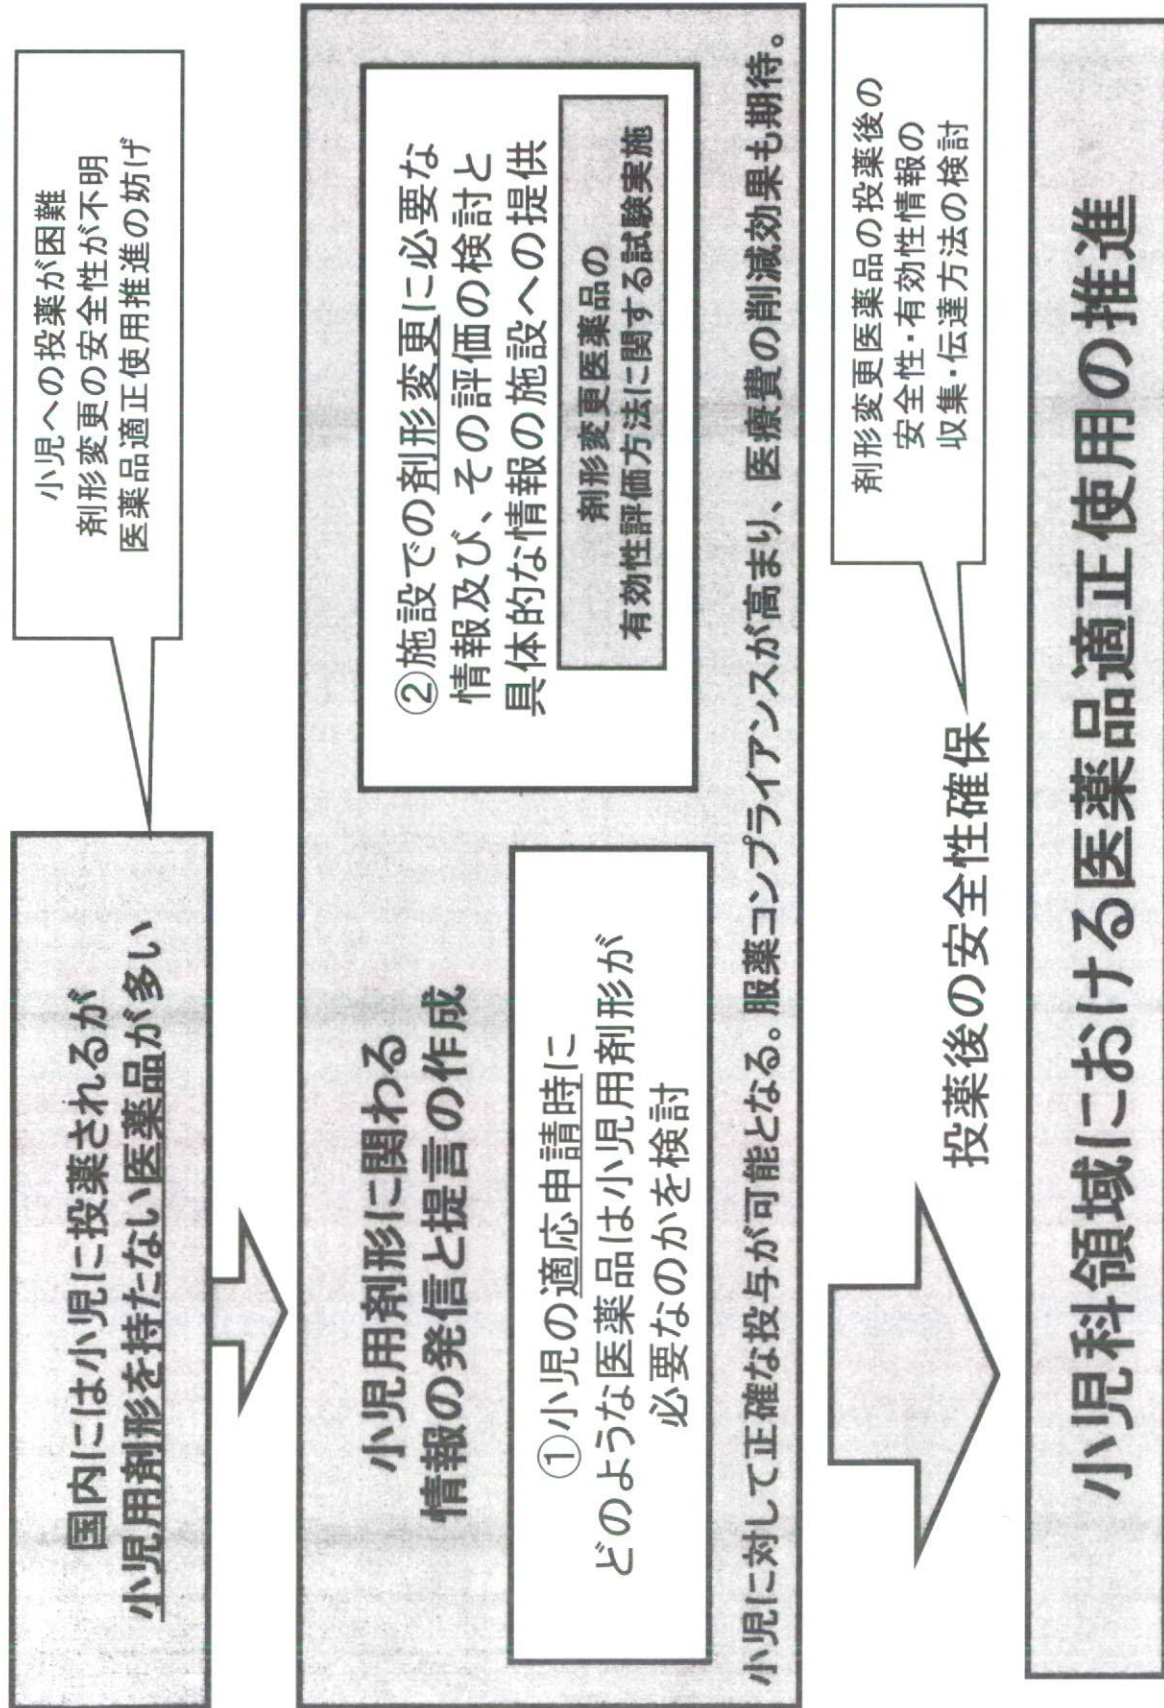 国内には小児に投薬されるが
小児用剤形を持たない医薬品が多い
小児への投薬が困難
剤形変更の安全性が不明
医薬品適正使用推進の妨げ
小児用剤形に関わる
情報の発信と提言の作成
①小児の適応申請時に
どのような医薬品は小児用剤形が
必要なのかを検討
②施設での剤形変更に必要な
情報及び、その評価の検討と
具体的な情報の施設への提供
剤形変更医薬品の
有効性評価方法に関する試験実施
小児に対して正確な投与が可能となる。服薬コンプライアンスが高まり、医療費の削減効果も期待。
投薬後の安全性確保
剤形変更医薬品の投薬後の
安全性・有効性情報の
収集・伝達方法の検討
小児科領域における医薬品適正使用の推進